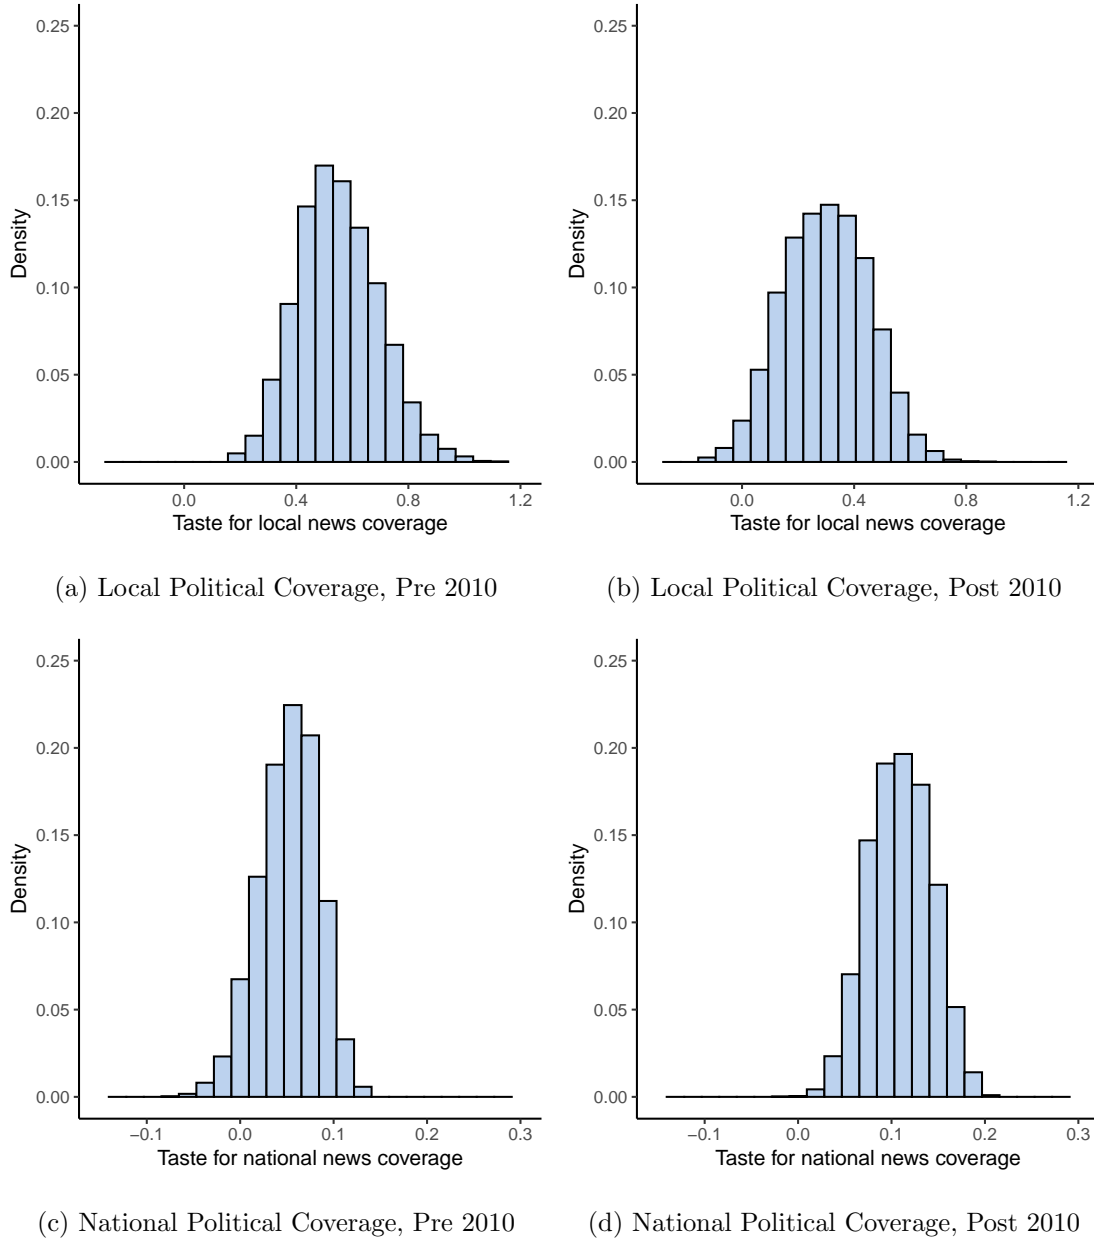 0.25
0.20
0.15
0.10
0.05
0.00
Density
0.0 0.4 0.8 1.2
Taste for local news coverage
(a) Local Political Coverage, Pre 2010
0.25
0.20
0.15
0.10
0.05
0.00
Density
0.0 0.4 0.8 1.2
Taste for local news coverage
(b) Local Political Coverage, Post 2010
0.25
0.20
0.15
0.10
0.05
0.00
Density
−0.1 0.0 0.1 0.2 0.3
Taste for national news coverage
(c) National Political Coverage, Pre 2010
0.25
0.20
0.15
0.10
0.05
0.00
Density
−0.1 0.0 0.1 0.2 0.3
Taste for national news coverage
(d) National Political Coverage, Post 2010